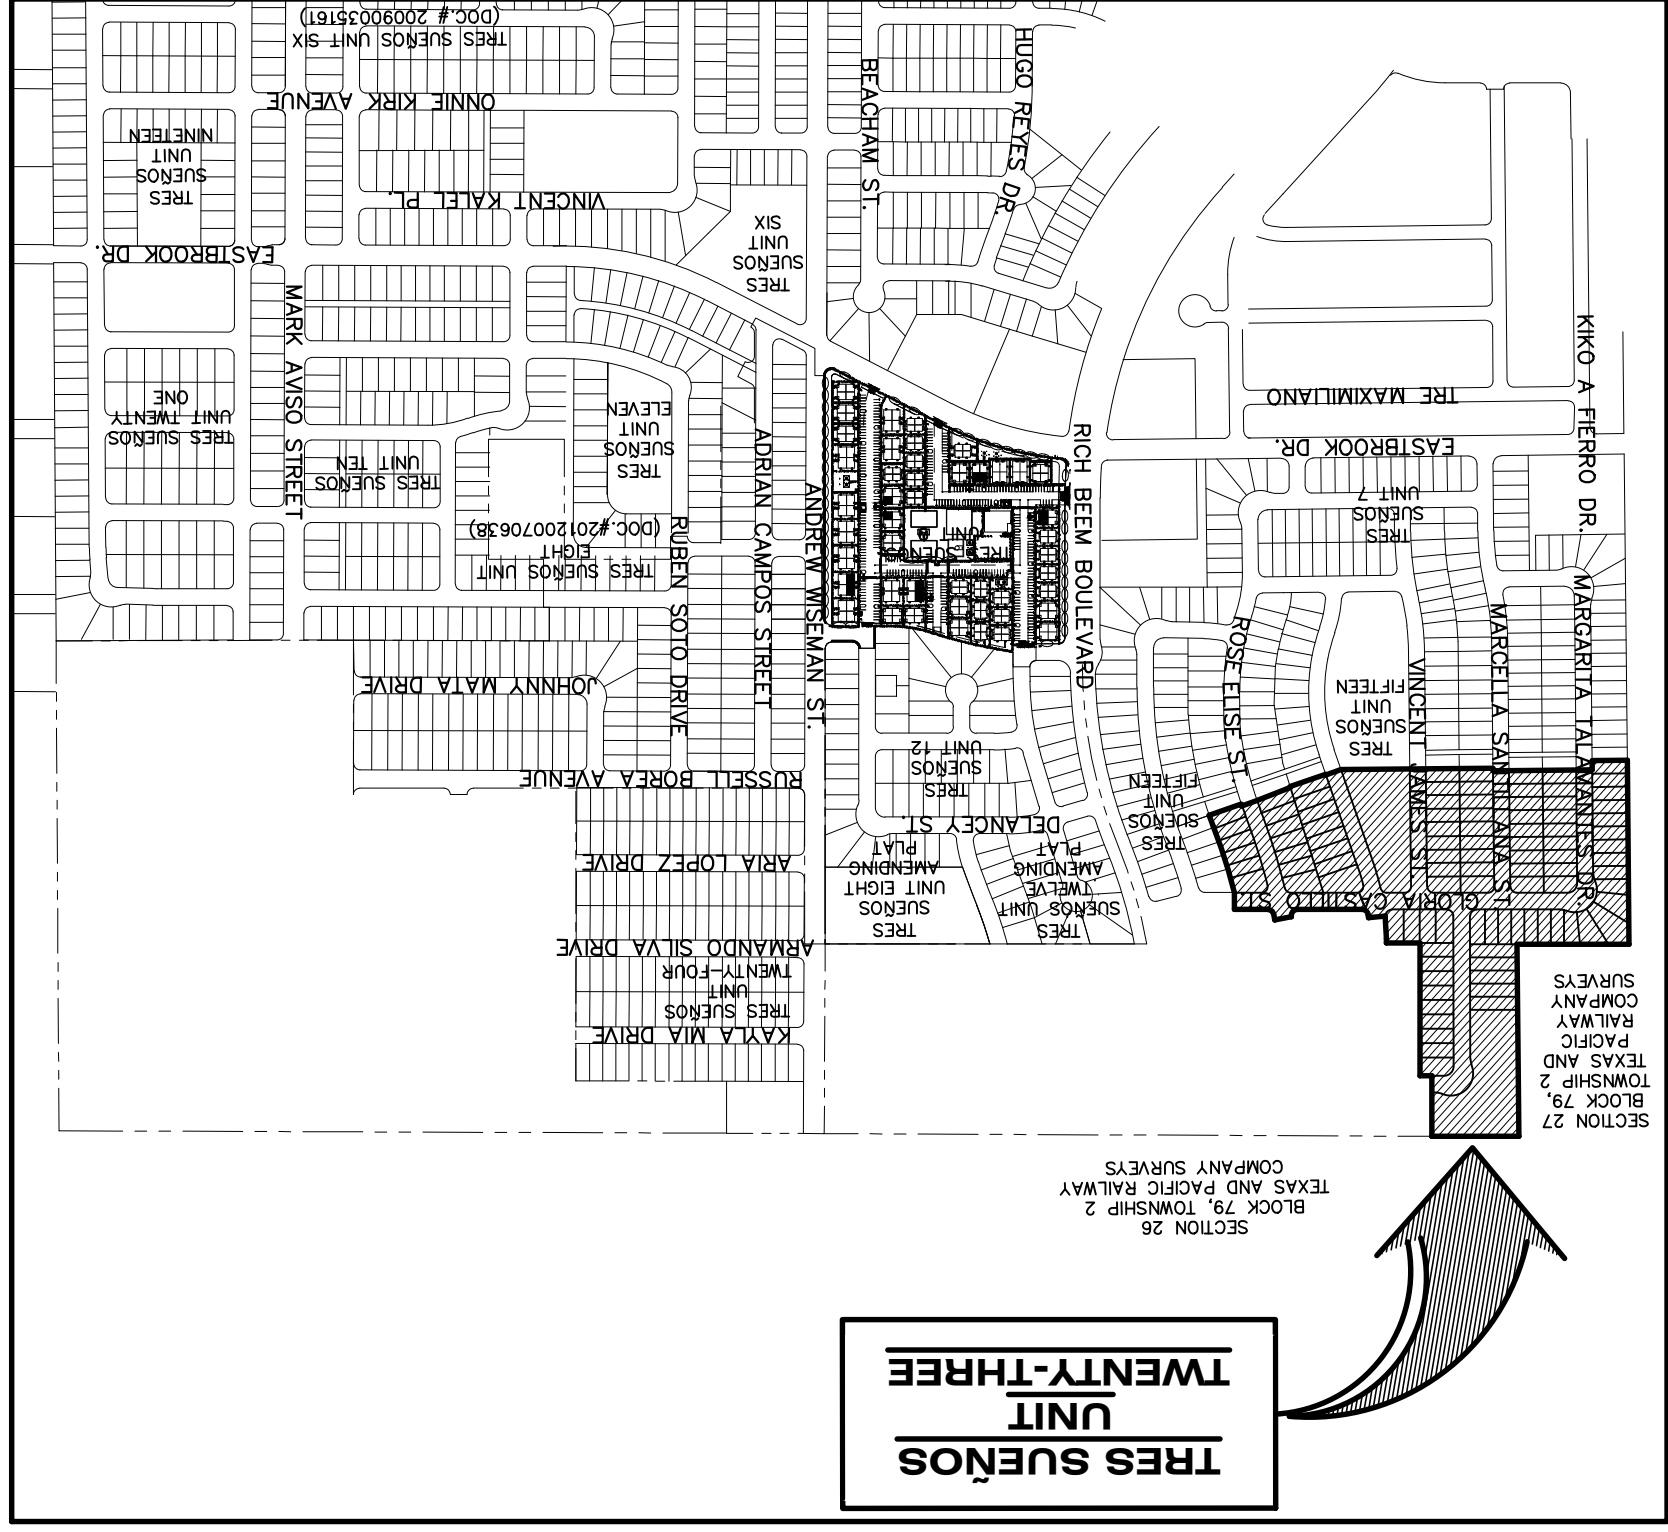 TRES SUEÑOS
UNIT
TWENTY-THREE
SECTION 26
BLOCK 79, TOWNSHIP 2
TEXAS AND PACIFIC RAILWAY
COMPANY SURVEYS
SECTION 27
BLOCK 79,
TOWNSHIP 2
TEXAS AND
PACIFIC
RAILWAY
COMPANY
SURVEYS
KAYLA MIA DRIVE
TRES SUEÑOS
UNIT
TWENTY-FOUR
ARMANDO SILVA DRIVE
ARIA LOPEZ DRIVE
RUSSELL BOREA AVENUE
JOHNNY MATA DRIVE
TRES
SUEÑOS
UNIT EIGHT
AMENDING
PLAT
TRES
SUEÑOS UNIT
TWELVE
AMENDING
PLAT
DELANCEY ST.
TRES
SUEÑOS
UNIT 12
TRES
SUEÑOS
UNIT
FIFTEEN
GLORIA CASTILLO ST.
TRES
SUEÑOS
UNIT
FIFTEEN
ROSE ELISE ST.
VINCENT JAMES ST
MARCELLA SANTIANA ST
MARGARITA TALAVANES DR.
KIKO A FIERRO DR.
TRES
SUEÑOS
UNIT 7
EASTBROOK DR.
TRE MAXIMILIANO
RICH BEEM BOULEVARD
TRES SUEÑOS
UNIT
ANDREW WISEMAN ST.
ADRIAN CAMPOS STREET
RUBEN SOTO DRIVE
TRES SUEÑOS UNIT
EIGHT
(DOC.#20120070638)
TRES
SUEÑOS
UNIT
ELEVEN
TRES SUEÑOS
UNIT TEN
MARK AVISO STREET
TRES SUEÑOS
UNIT TWENTY
ONE
EASTBROOK DR.
TRES
SUEÑOS
UNIT
SIX
VINCENT KALEL PL.
TRES
SUEÑOS
UNIT
NINETEEN
ONNIE KIRK AVENUE
TRES SUEÑOS UNIT SIX
(DOC.# 20090035161)
BEACHAM ST.
HUGO REYES DR.